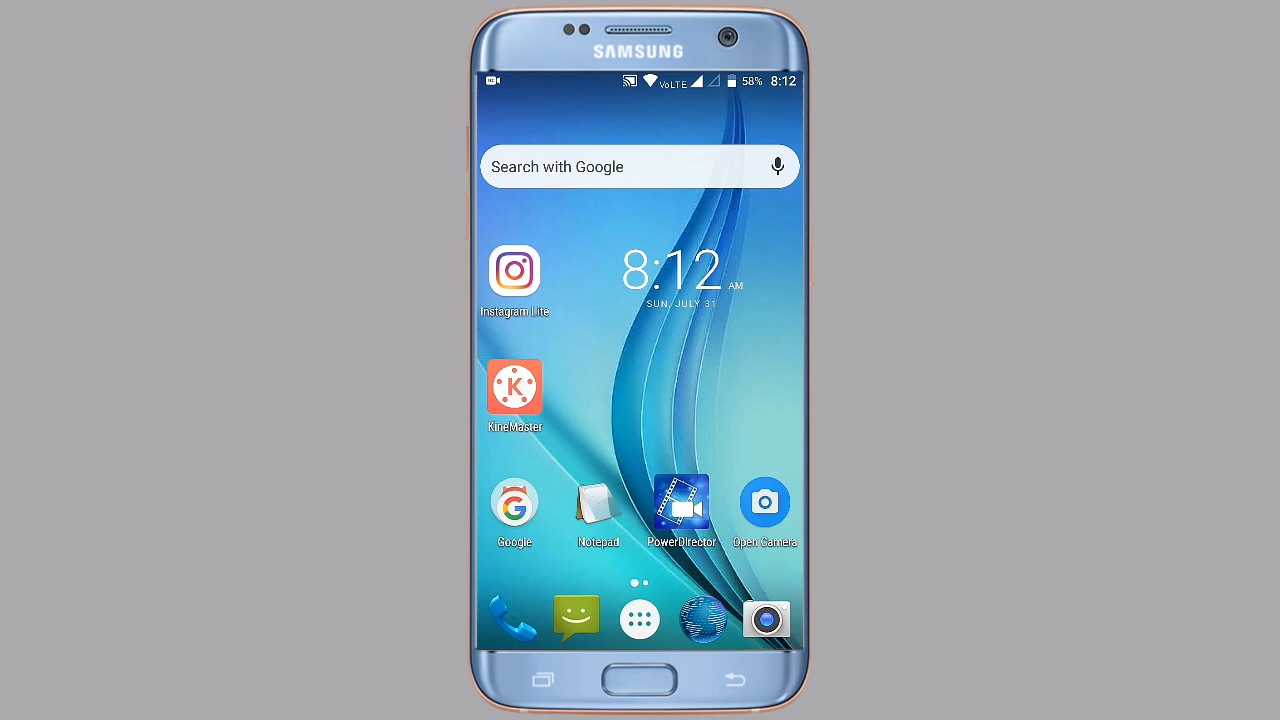 SAMSUNG
VoLTE 58% 8:12
Search with Google
8:12 AM
SUN, JULY 31
Instagram Lite
K
KineMaster
G
Google Notepad PowerDirector Open Camera